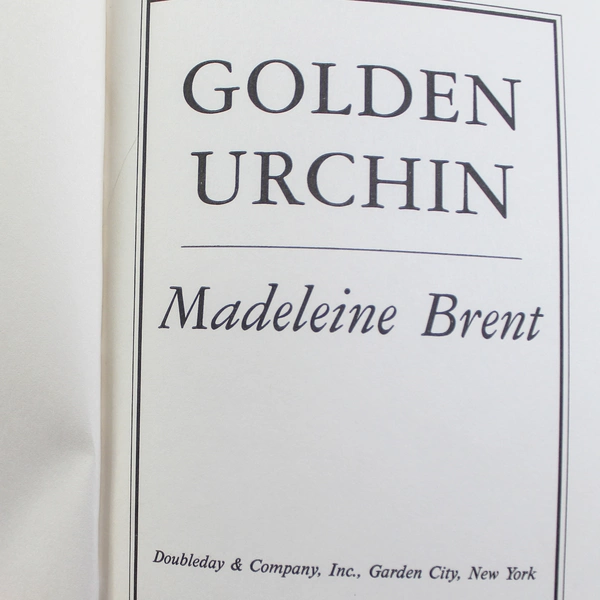 GOLDEN
URCHIN
Madeleine Brent
Doubleday & Company, Inc., Garden City, New York